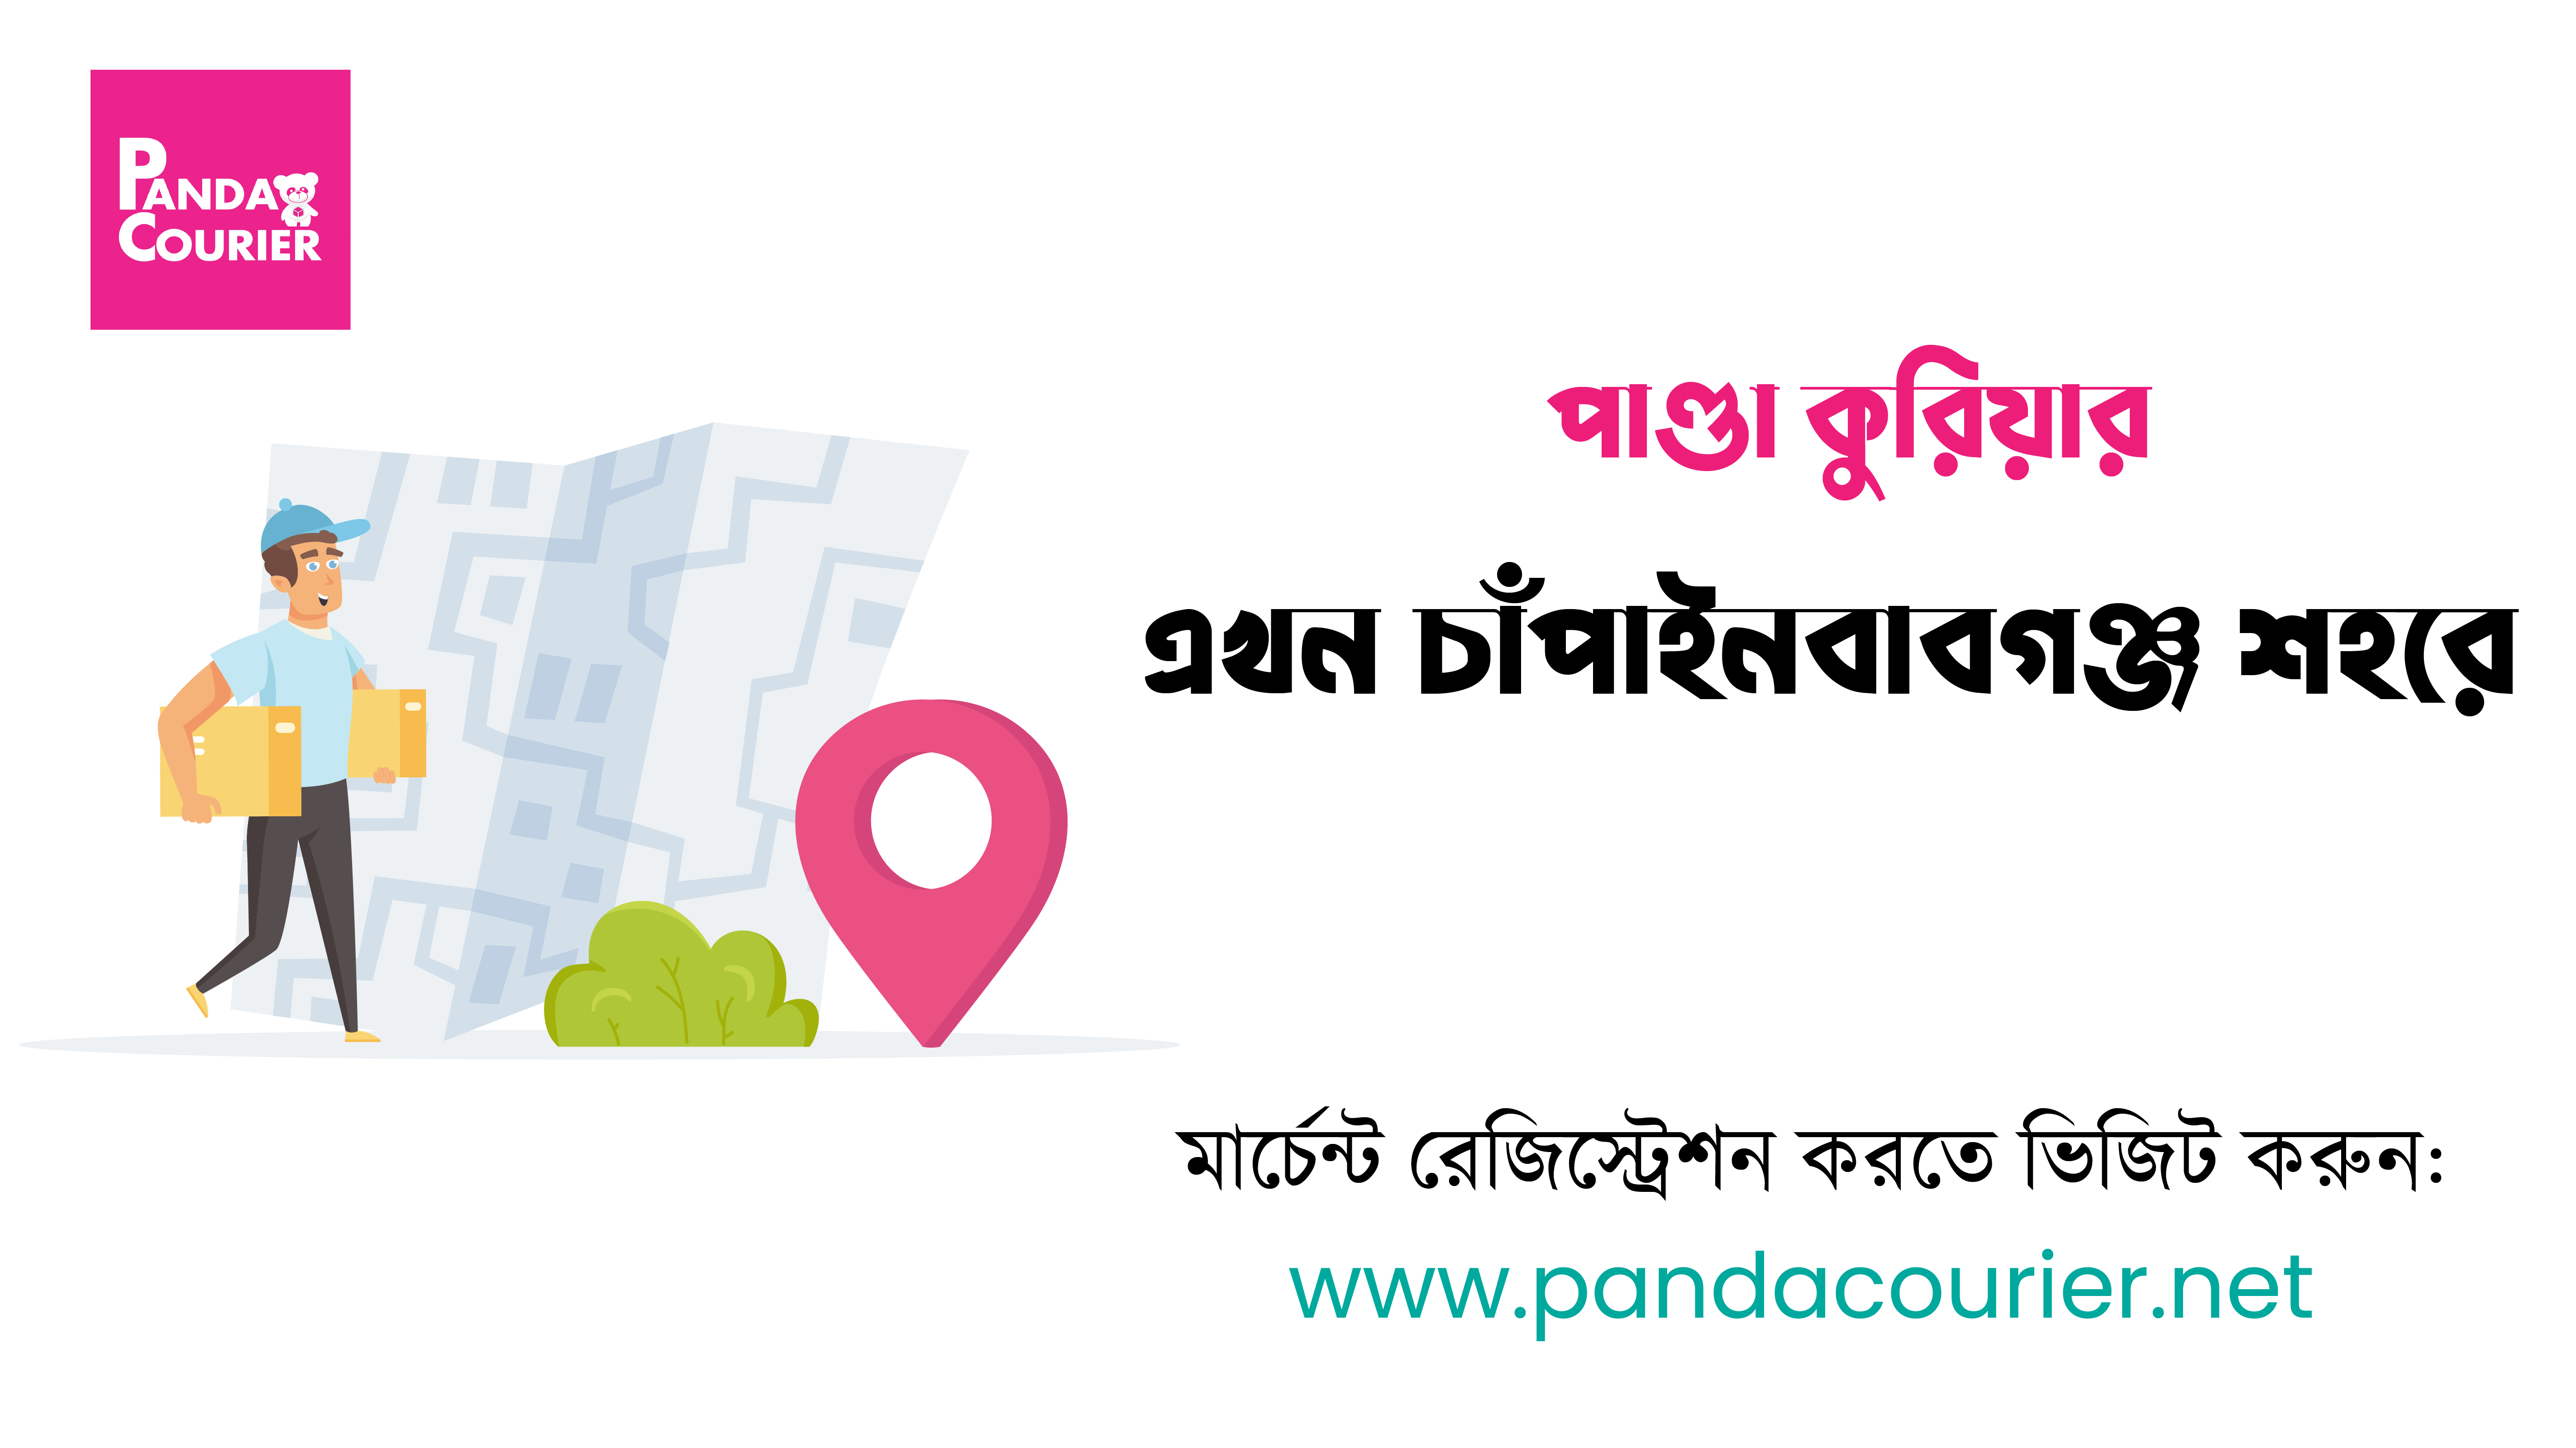 PANDA
COURIER
পাণ্ডা কুরিয়ার
এখন চাঁপাইনবাবগঞ্জ শহরে
মার্চেন্ট রেজিস্ট্রেশন করতে ভিজিট করুন:
www.pandacourier.net